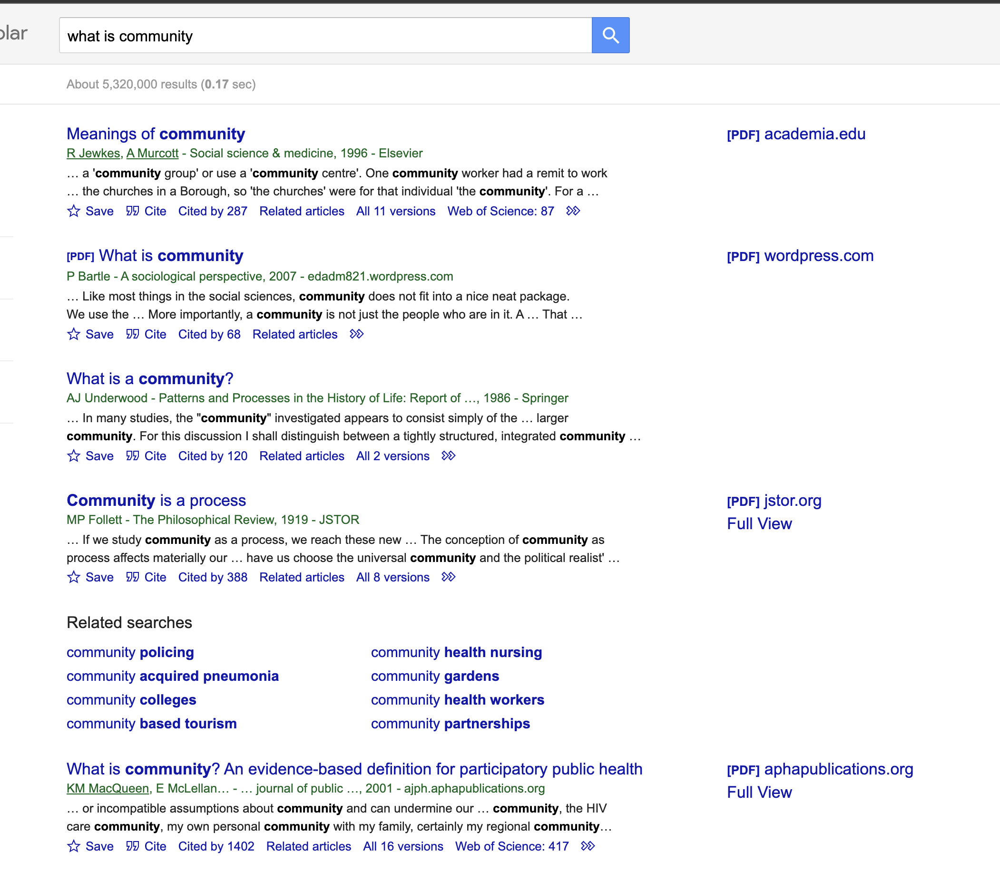 olar
what is community
About 5,320,000 results (0.17 sec)
Meanings of community
[PDF] academia.edu
R Jewkes, A Murcott - Social science & medicine, 1996 - Elsevier
… a 'community group' or use a 'community centre'. One community worker had a remit to work
… the churches in a Borough, so 'the churches' were for that individual 'the community'. For a …
Save Cite Cited by 287 Related articles All 11 versions Web of Science: 87
[PDF] What is community
[PDF] wordpress.com
P Bartle - A sociological perspective, 2007 - edadm821.wordpress.com
… Like most things in the social sciences, community does not fit into a nice neat package.
We use the … More importantly, a community is not just the people who are in it. A … That …
Save Cite Cited by 68 Related articles
What is a community?
AJ Underwood - Patterns and Processes in the History of Life: Report of …, 1986 - Springer
… In many studies, the "community" investigated appears to consist simply of the … larger
community. For this discussion I shall distinguish between a tightly structured, integrated community …
Save Cite Cited by 120 Related articles All 2 versions
Community is a process
[PDF] jstor.org
MP Follett - The Philosophical Review, 1919 - JSTOR
Full View
… If we study community as a process, we reach these new … The conception of community as
process affects materially our … have us choose the universal community and the political realist' …
Save Cite Cited by 388 Related articles All 8 versions
Related searches
community policing
community health nursing
community acquired pneumonia
community gardens
community colleges
community health workers
community based tourism
community partnerships
What is community? An evidence-based definition for participatory public health
[PDF] aphapublications.org
KM MacQueen, E McLellan… - … journal of public …, 2001 - ajph.aphapublications.org
Full View
… or incompatible assumptions about community and can undermine our … community, the HIV
care community, my own personal community with my family, certainly my regional community…
Save Cite Cited by 1402 Related articles All 16 versions Web of Science: 417